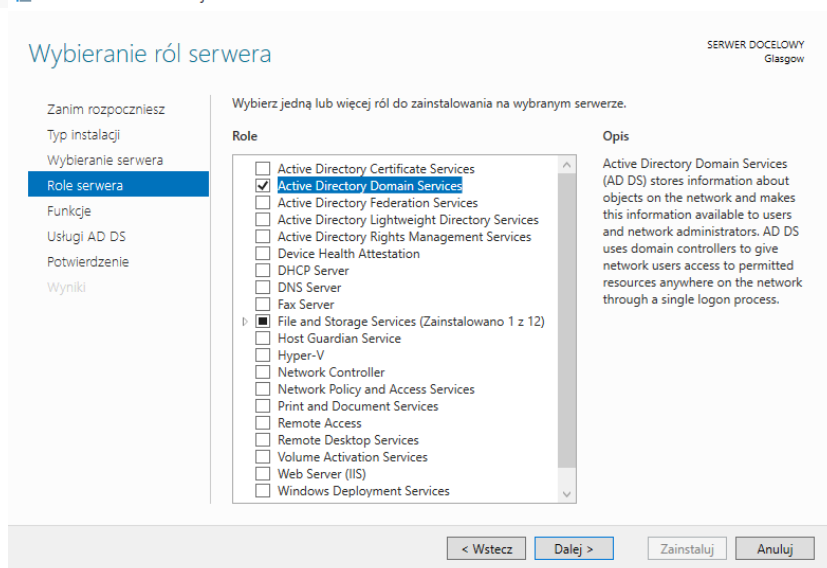 Wybieranie ról serwera
SERWER DOCELOWY
Glasgow
Zanim rozpoczniesz
Typ instalacji
Wybieranie serwera
Role serwera
Funkcje
Usługi AD DS
Potwierdzenie
Wyniki
Wybierz jedną lub więcej ról do zainstalowania na wybranym serwerze.
Role
Active Directory Certificate Services
Active Directory Domain Services
Active Directory Federation Services
Active Directory Lightweight Directory Services
Active Directory Rights Management Services
Device Health Attestation
DHCP Server
DNS Server
Fax Server
File and Storage Services (Zainstalowano 1 z 12)
Host Guardian Service
Hyper-V
Network Controller
Network Policy and Access Services
Print and Document Services
Remote Access
Remote Desktop Services
Volume Activation Services
Web Server (IIS)
Windows Deployment Services
Opis
Active Directory Domain Services
(AD DS) stores information about
objects on the network and makes
this information available to users
and network administrators. AD DS
uses domain controllers to give
network users access to permitted
resources anywhere on the network
through a single logon process.
< Wstecz
Dalej >
Zainstaluj
Anuluj